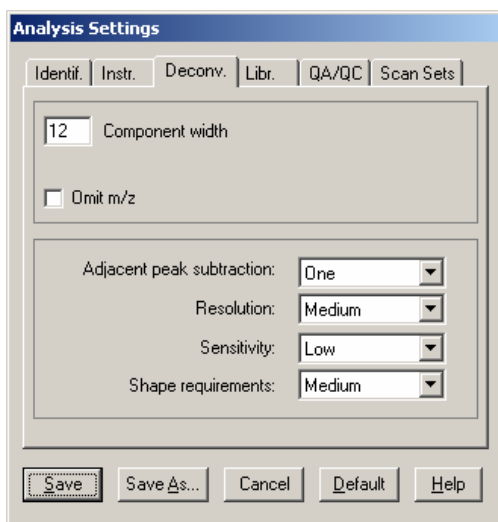 Analysis Settings
Identif. Instr. Deconv. Libr. QA/QC Scan Sets
12 Component width
Omit m/z
Adjacent peak subtraction: One
Resolution: Medium
Sensitivity: Low
Shape requirements: Medium
Save Save As... Cancel Default Help